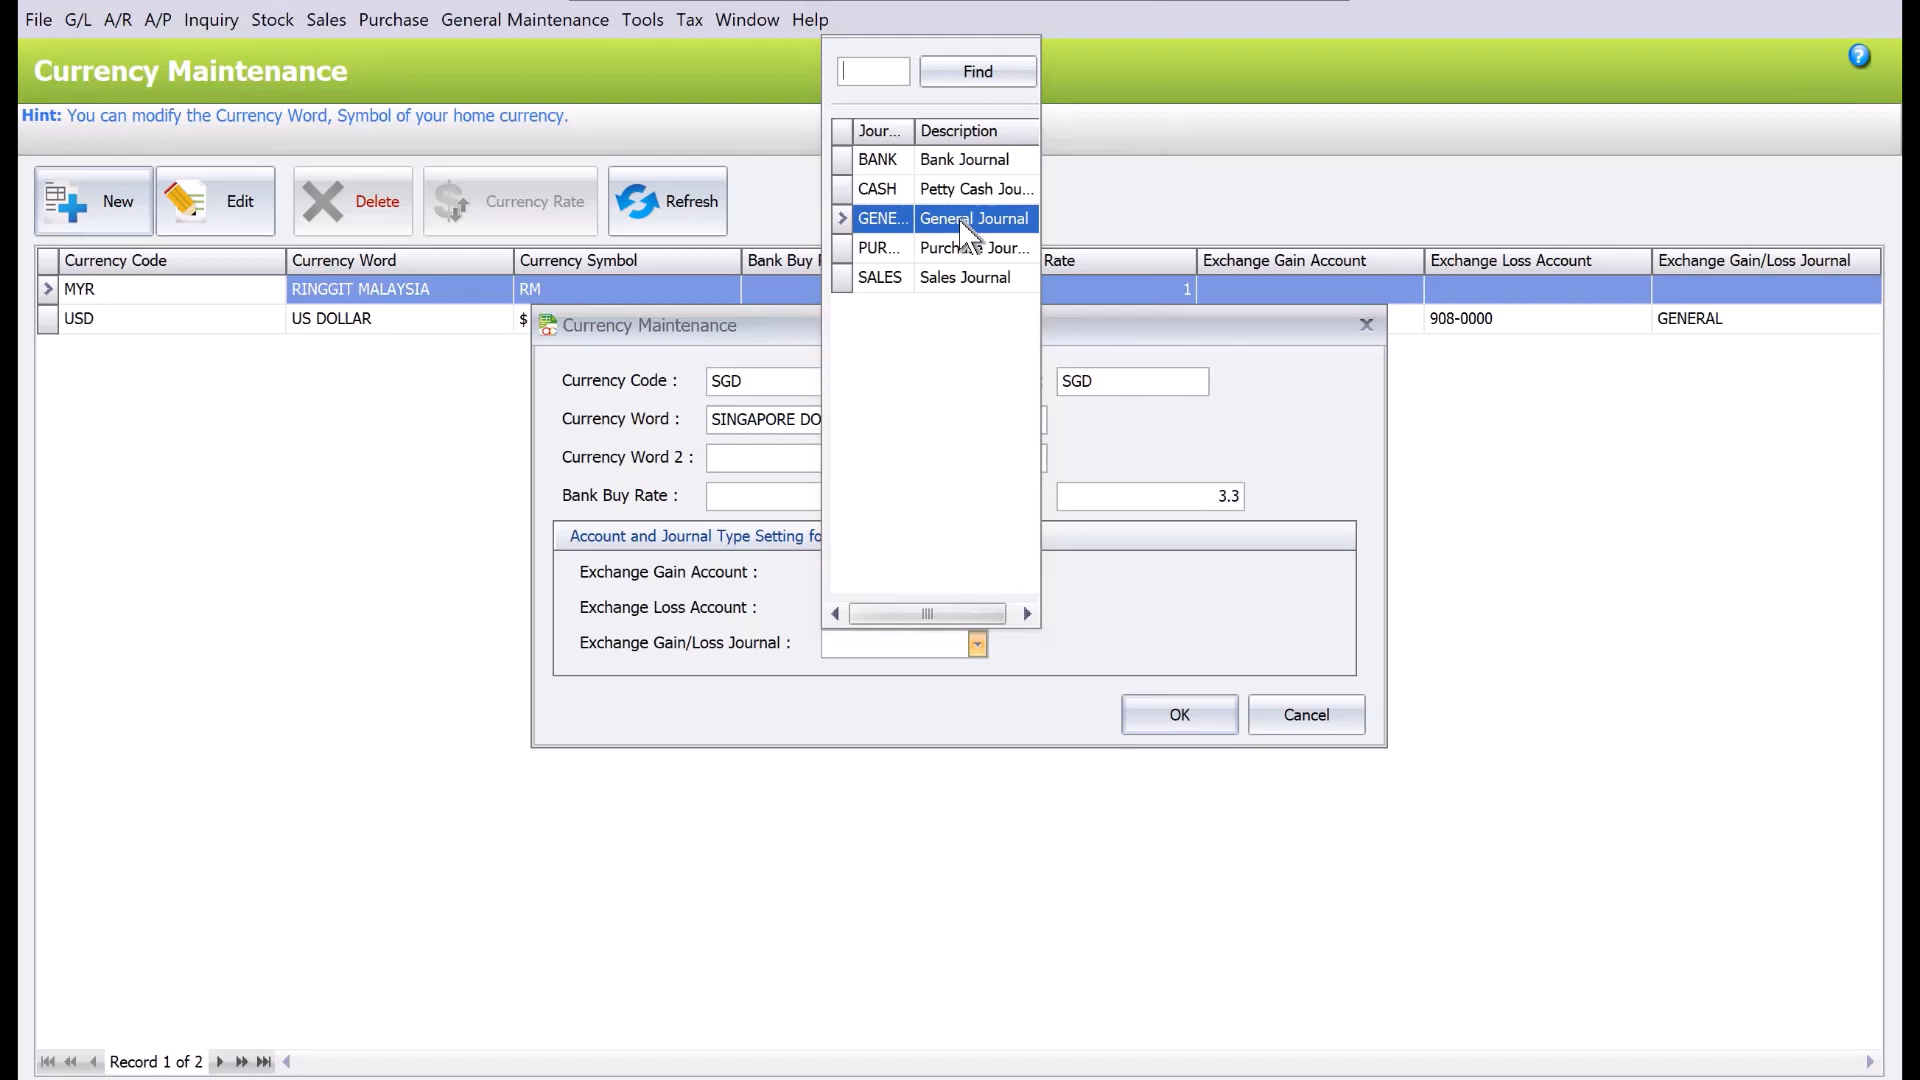 File G/L A/R A/P Inquiry Stock Sales Purchase General Maintenance Tools Tax Window Help
Currency Maintenance
Hint: You can modify the Currency Word, Symbol of your home currency.
New Edit Delete Currency Rate Refresh
Find
Jour... Description
BANK Bank Journal
CASH Petty Cash Jou...
GENE... General Journal
PUR... Purchase Jour...
SALES Sales Journal
Currency Code Currency Word Currency Symbol Bank Buy Rate Exchange Gain Account Exchange Loss Account Exchange Gain/Loss Journal
MYR RINGGIT MALAYSIA RM 1
USD US DOLLAR $ 908-0000 GENERAL
Currency Maintenance
Currency Code : SGD SGD
Currency Word : SINGAPORE DO
Currency Word 2 :
Bank Buy Rate : 3.3
Account and Journal Type Setting fo
Exchange Gain Account :
Exchange Loss Account :
Exchange Gain/Loss Journal :
OK Cancel
Record 1 of 2